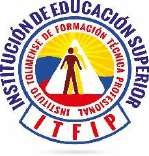 INSTITUCIÓN DE EDUCACIÓN SUPERIOR
INSTITUTO TOLIMENSE DE FORMACIÓN TÉCNICA PROFESIONAL
ITFIP